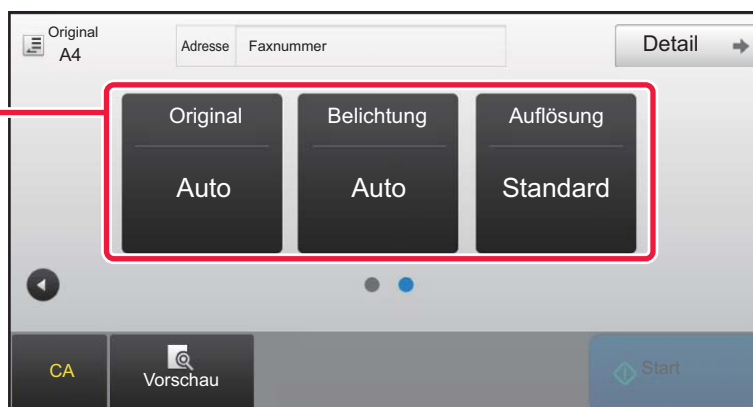 Original
A4
Adresse Faxnummer
Detail
Original Belichtung Auflösung
Auto Auto Standard
CA
Vorschau
Start